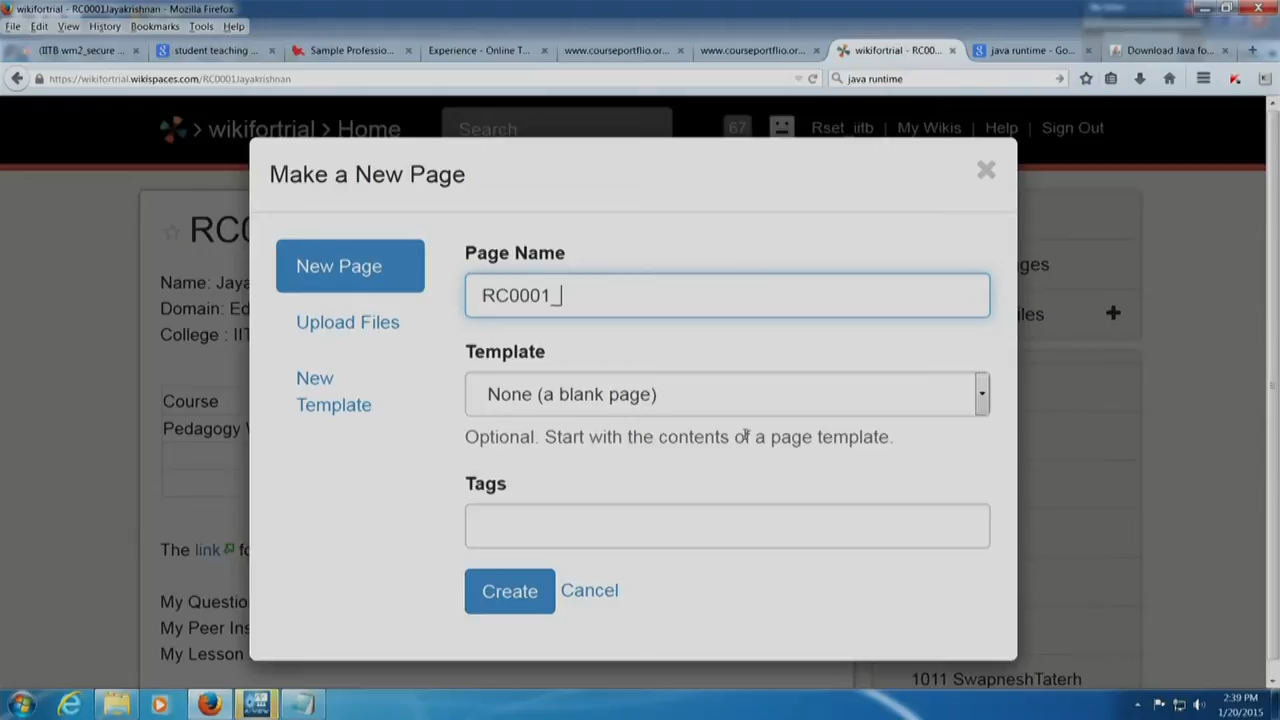 wikifortrial - RC0001Jayakrishnan - Mozilla Firefox
File Edit View History Bookmarks Tools Help
(IITB wm2_secure ... student teaching ... Sample Professio... Experience - Online T... www.courseportflio.or... www.courseportflio.or... wikifortrial - RC00... java runtime - Go... Download Java fo...
https://wikifortrial.wikispaces.com/RC0001Jayakrishnan java runtime
> wikifortrial > Home Search 67 Rset_iitb | My Wikis | Help | Sign Out
Make a New Page
RC0
New Page
Page Name
RC0001_
Name: Jaya
Domain: Ed
College : IIT
ges
iles
Upload Files
Template
None (a blank page)
New
Template
Optional. Start with the contents of a page template.
Course
Pedagogy
Tags
The link fo
Create Cancel
My Questio
My Peer Ins
My Lesson
1011 SwapneshTaterh
2:39 PM
1/20/2015